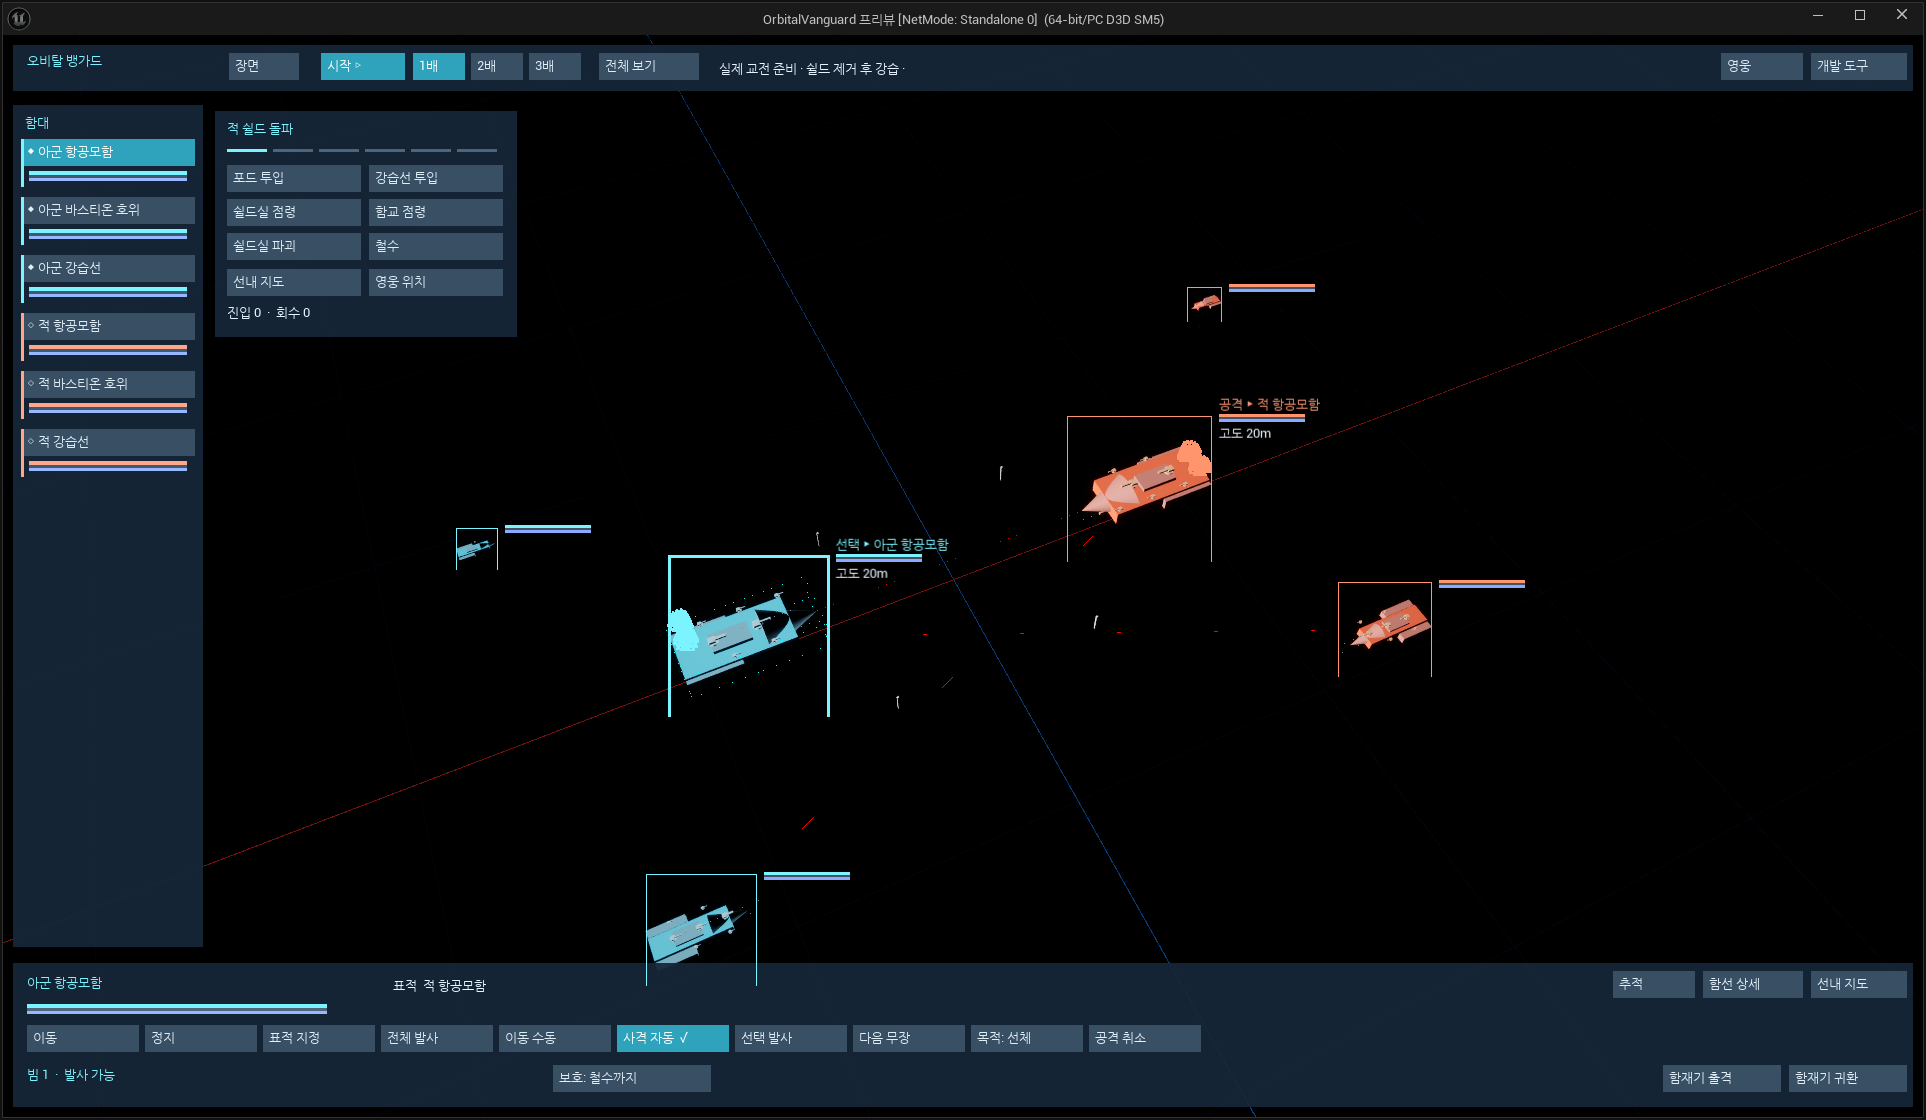 OrbitalVanguard 프리뷰 [NetMode: Standalone 0]  (64-bit/PC D3D SM5)
오비탈 뱅가드
장면
시작 ▷
1배
2배
3배
전체 보기
실제 교전 준비 · 쉴드 제거 후 강습 ·
영웅
개발 도구
함대
◆ 아군 항공모함
◆ 아군 바스티온 호위
◆ 아군 강습선
◇ 적 항공모함
◇ 적 바스티온 호위
◇ 적 강습선
적 쉴드 돌파
포드 투입
강습선 투입
쉴드실 점령
함교 점령
쉴드실 파괴
철수
선내 지도
영웅 위치
진입 0 · 회수 0
공격 ▶ 적 항공모함
고도 20m
선택 ▶ 아군 항공모함
고도 20m
아군 항공모함
표적 적 항공모함
추적
함선 상세
선내 지도
이동
정지
표적 지정
전체 발사
이동 수동
사격 자동 √
선택 발사
다음 무장
목적: 선체
공격 취소
빔 1 · 발사 가능
보호: 철수까지
함재기 출격
함재기 귀환